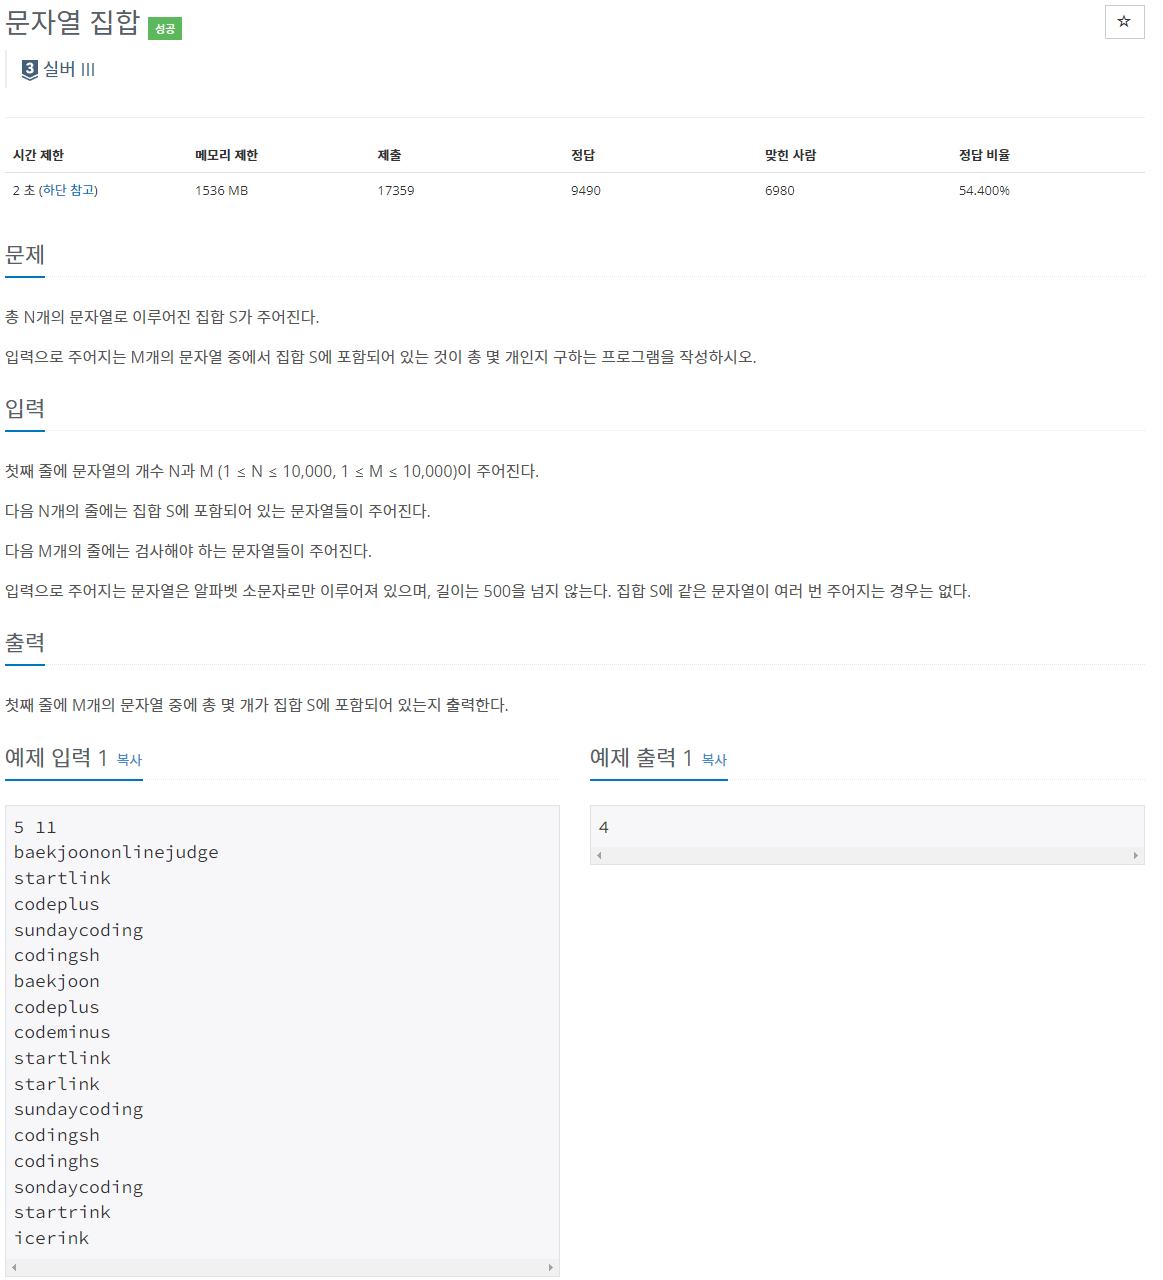 문자열 집합 성공
☆
3 실버 III
시간 제한 메모리 제한 제출 정답 맞힌 사람 정답 비율
2 초 (하단 참고) 1536 MB 17359 9490 6980 54.400%
문제
총 N개의 문자열로 이루어진 집합 S가 주어진다.
입력으로 주어지는 M개의 문자열 중에서 집합 S에 포함되어 있는 것이 총 몇 개인지 구하는 프로그램을 작성하시오.
입력
첫째 줄에 문자열의 개수 N과 M (1 ≤ N ≤ 10,000, 1 ≤ M ≤ 10,000)이 주어진다.
다음 N개의 줄에는 집합 S에 포함되어 있는 문자열들이 주어진다.
다음 M개의 줄에는 검사해야 하는 문자열들이 주어진다.
입력으로 주어지는 문자열은 알파벳 소문자로만 이루어져 있으며, 길이는 500을 넘지 않는다. 집합 S에 같은 문자열이 여러 번 주어지는 경우는 없다.
출력
첫째 줄에 M개의 문자열 중에 총 몇 개가 집합 S에 포함되어 있는지 출력한다.
예제 입력 1 복사
5 11
baekjoononlinejudge
startlink
codeplus
sundaycoding
codingsh
baekjoon
codeplus
codeminus
startlink
starlink
sundaycoding
codingsh
codinghs
sondaycoding
startrink
icerink
예제 출력 1 복사
4